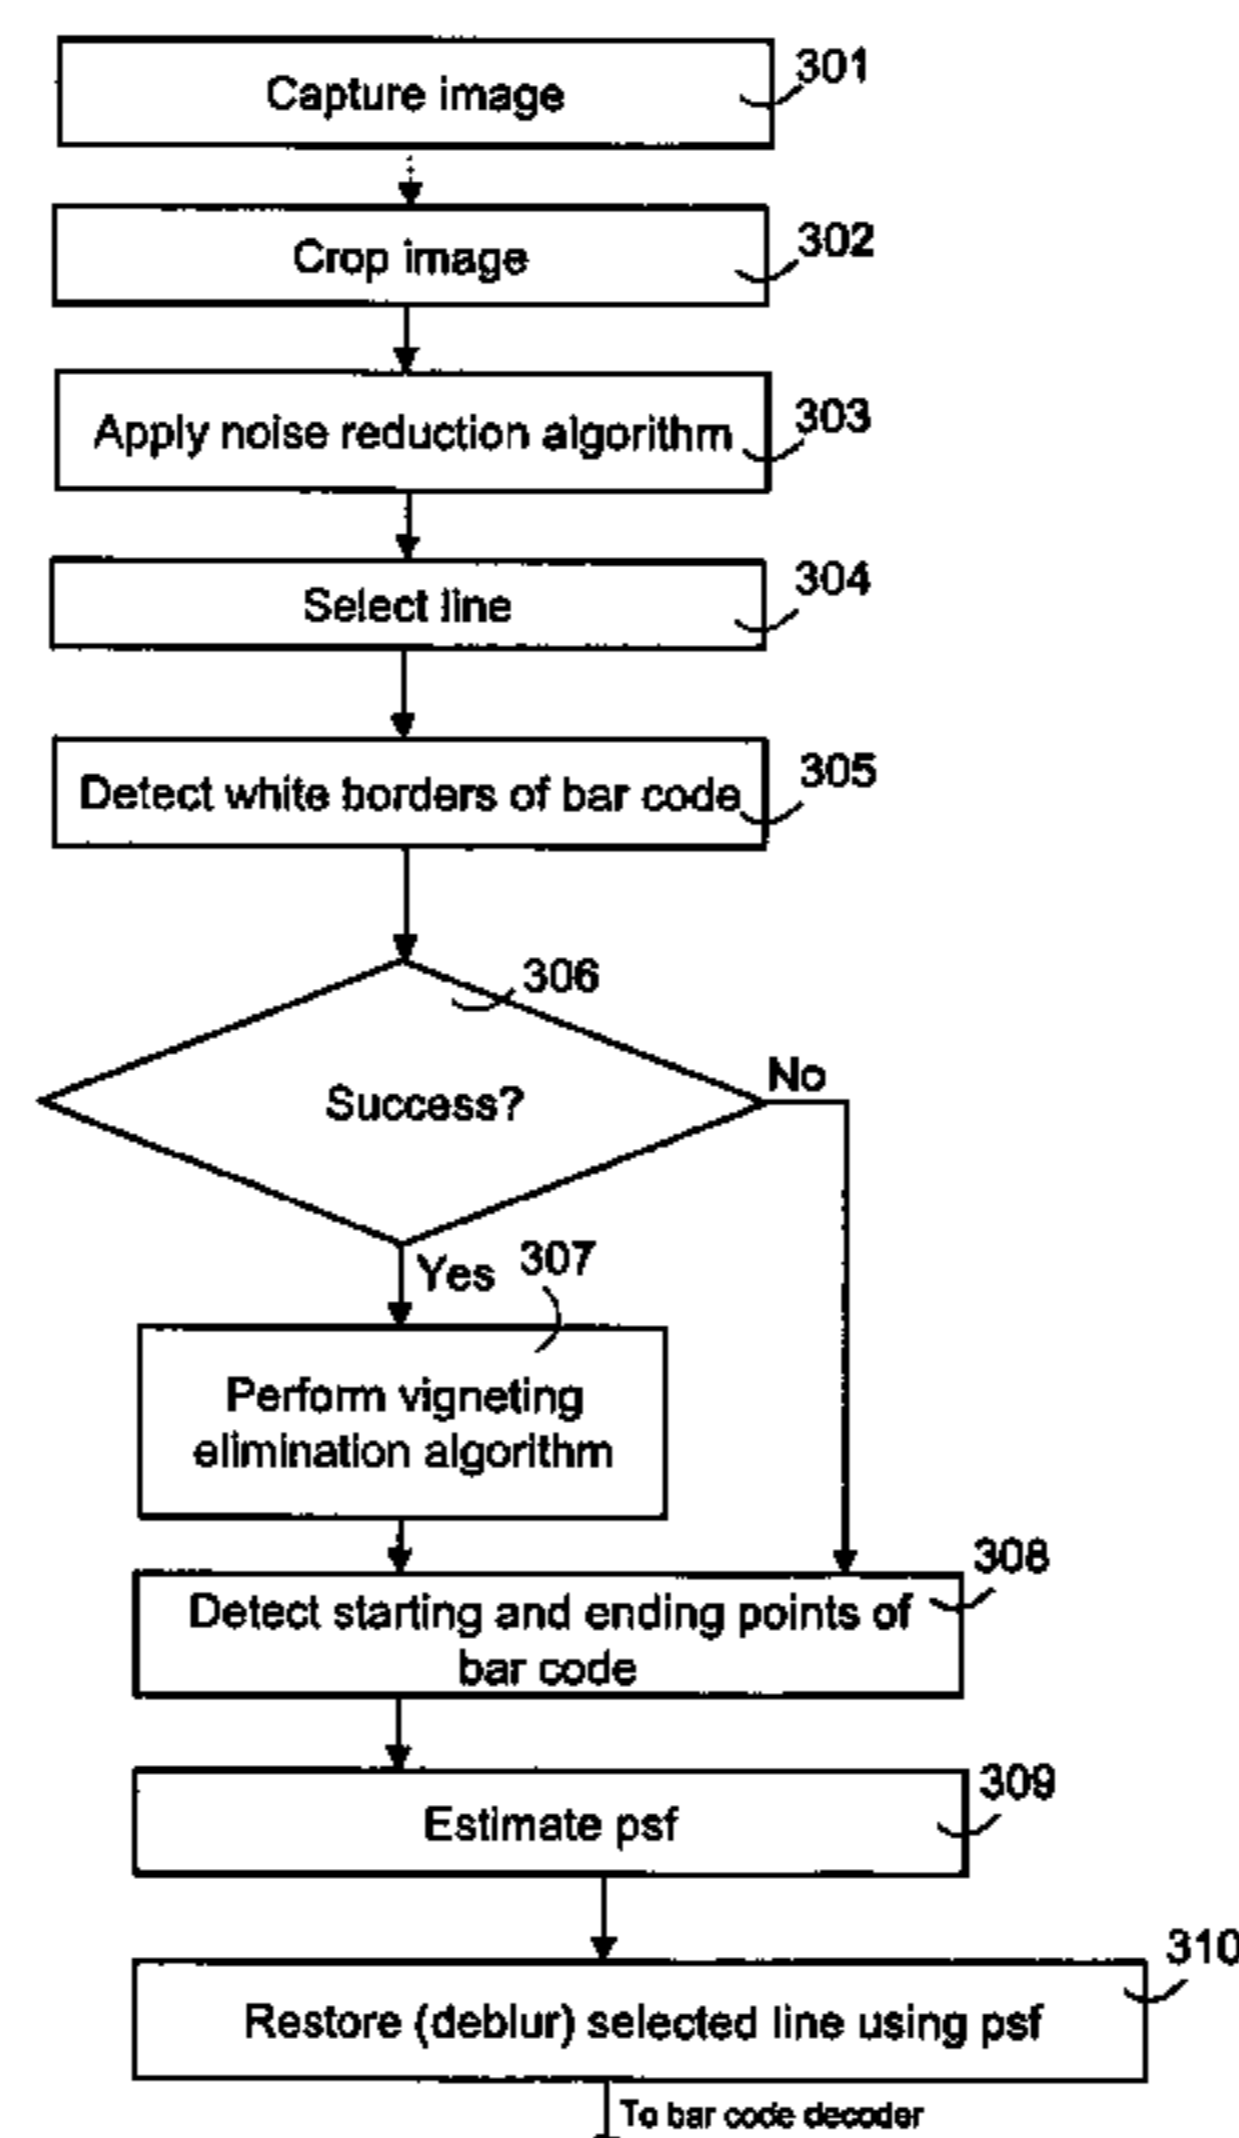 Capture image
301
Crop image
302
Apply noise reduction algorithm
303
Select line
304
Detect white borders of bar code
305
306
Success?
No
Yes
307
Perform vigneting
elimination algorithm
308
Detect starting and ending points of
bar code
309
Estimate psf
310
Restore (deblur) selected line using psf
To bar code decoder